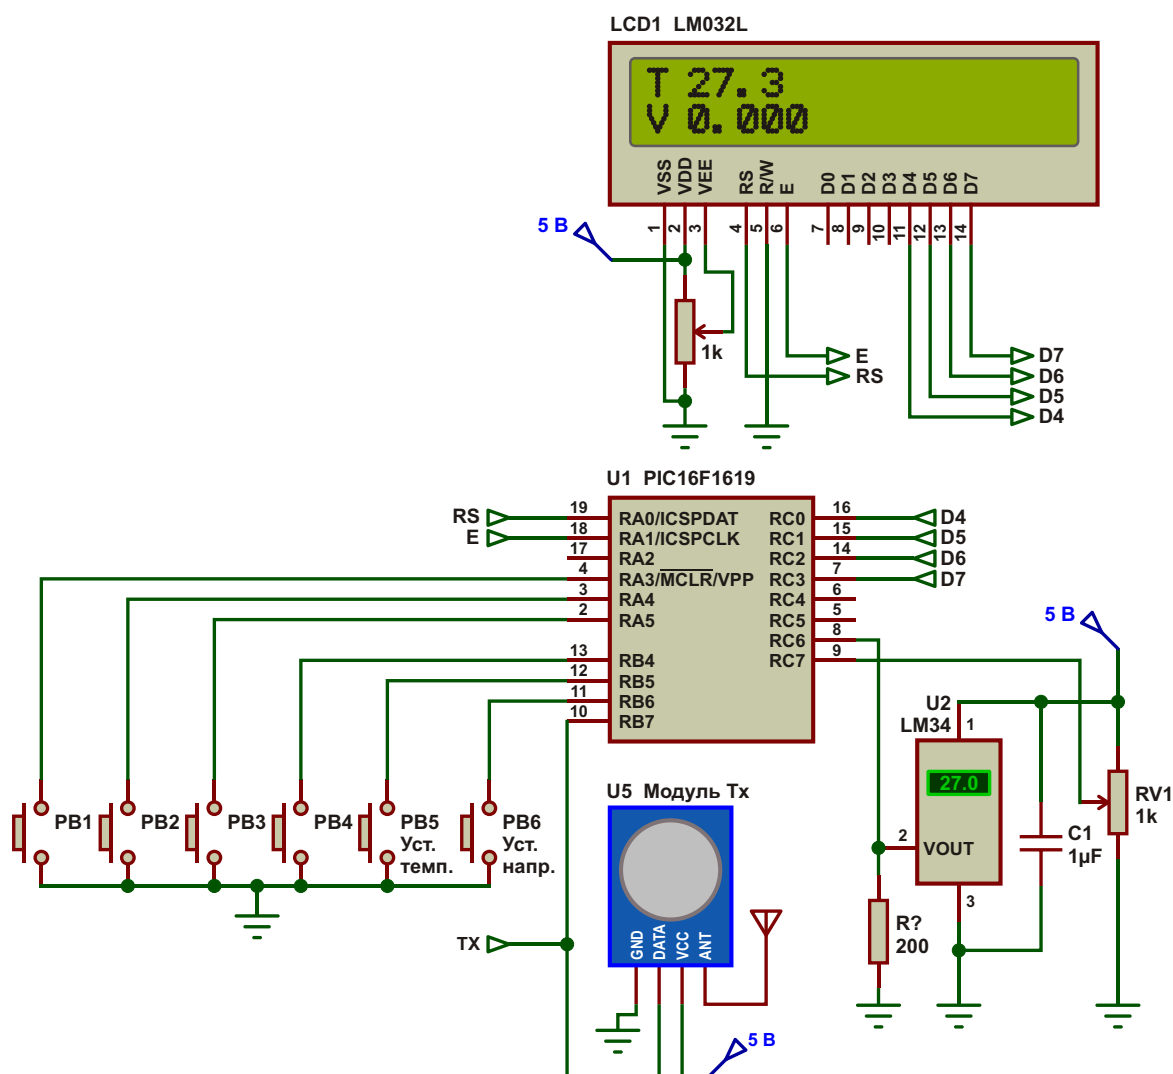 LCD1 LM032L
T 27.3
V 0.000
VSS VDD VEE RS R/W E D0 D1 D2 D3 D4 D5 D6 D7
1 2 3 4 5 6 7 8 9 10 11 12 13 14
5 В
1k
E
RS
D7
D6
D5
D4
U1 PIC16F1619
RS 19 RA0/ICSPDAT RC0 16 D4
E 18 RA1/ICSPCLK RC1 15 D5
17 RA2 RC2 14 D6
4 RA3/MCLR/VPP RC3 7 D7
3 RA4 RC4 6
2 RA5 RC5 5
RC6 8
13 RB4 RC7 9
12 RB5
11 RB6
10 RB7
5 В
U2
LM34
1
27.0
2 VOUT
3
C1
1µF
RV1
1k
PB1 PB2 PB3 PB4 PB5 PB6
Уст. Уст.
темп. напр.
U5 Модуль Tx
GND DATA VCC ANT
TX
R?
200
5 В